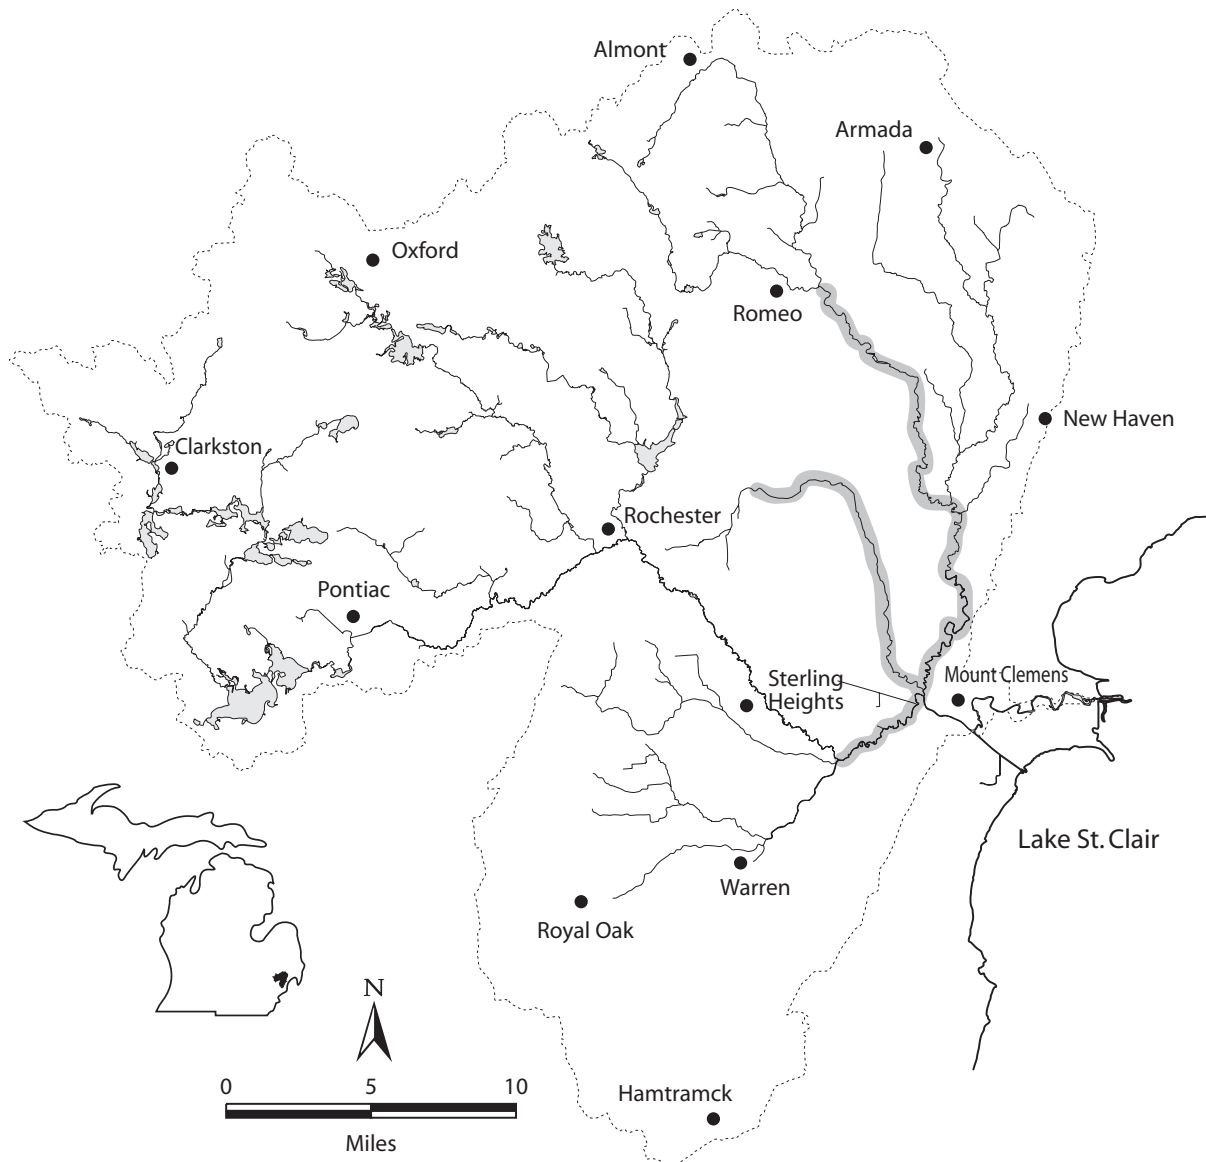 Almont
Armada
Oxford
Romeo
New Haven
Clarkston
Rochester
Pontiac
Sterling
Heights
Mount Clemens
Lake St. Clair
Warren
Royal Oak
N
0 5 10
Miles
Hamtramck